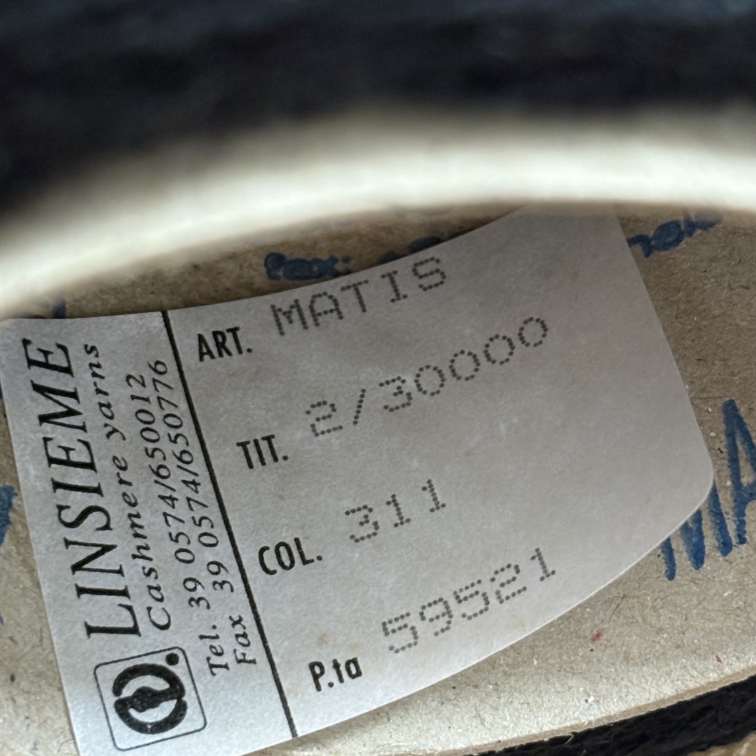 LINSIEME
Cashmere yarns
Tel. 39 0574/650012
Fax 39 0574/650776
ART. MATIS
TIT. 2/30000
COL. 311
P.ta 59521
MA